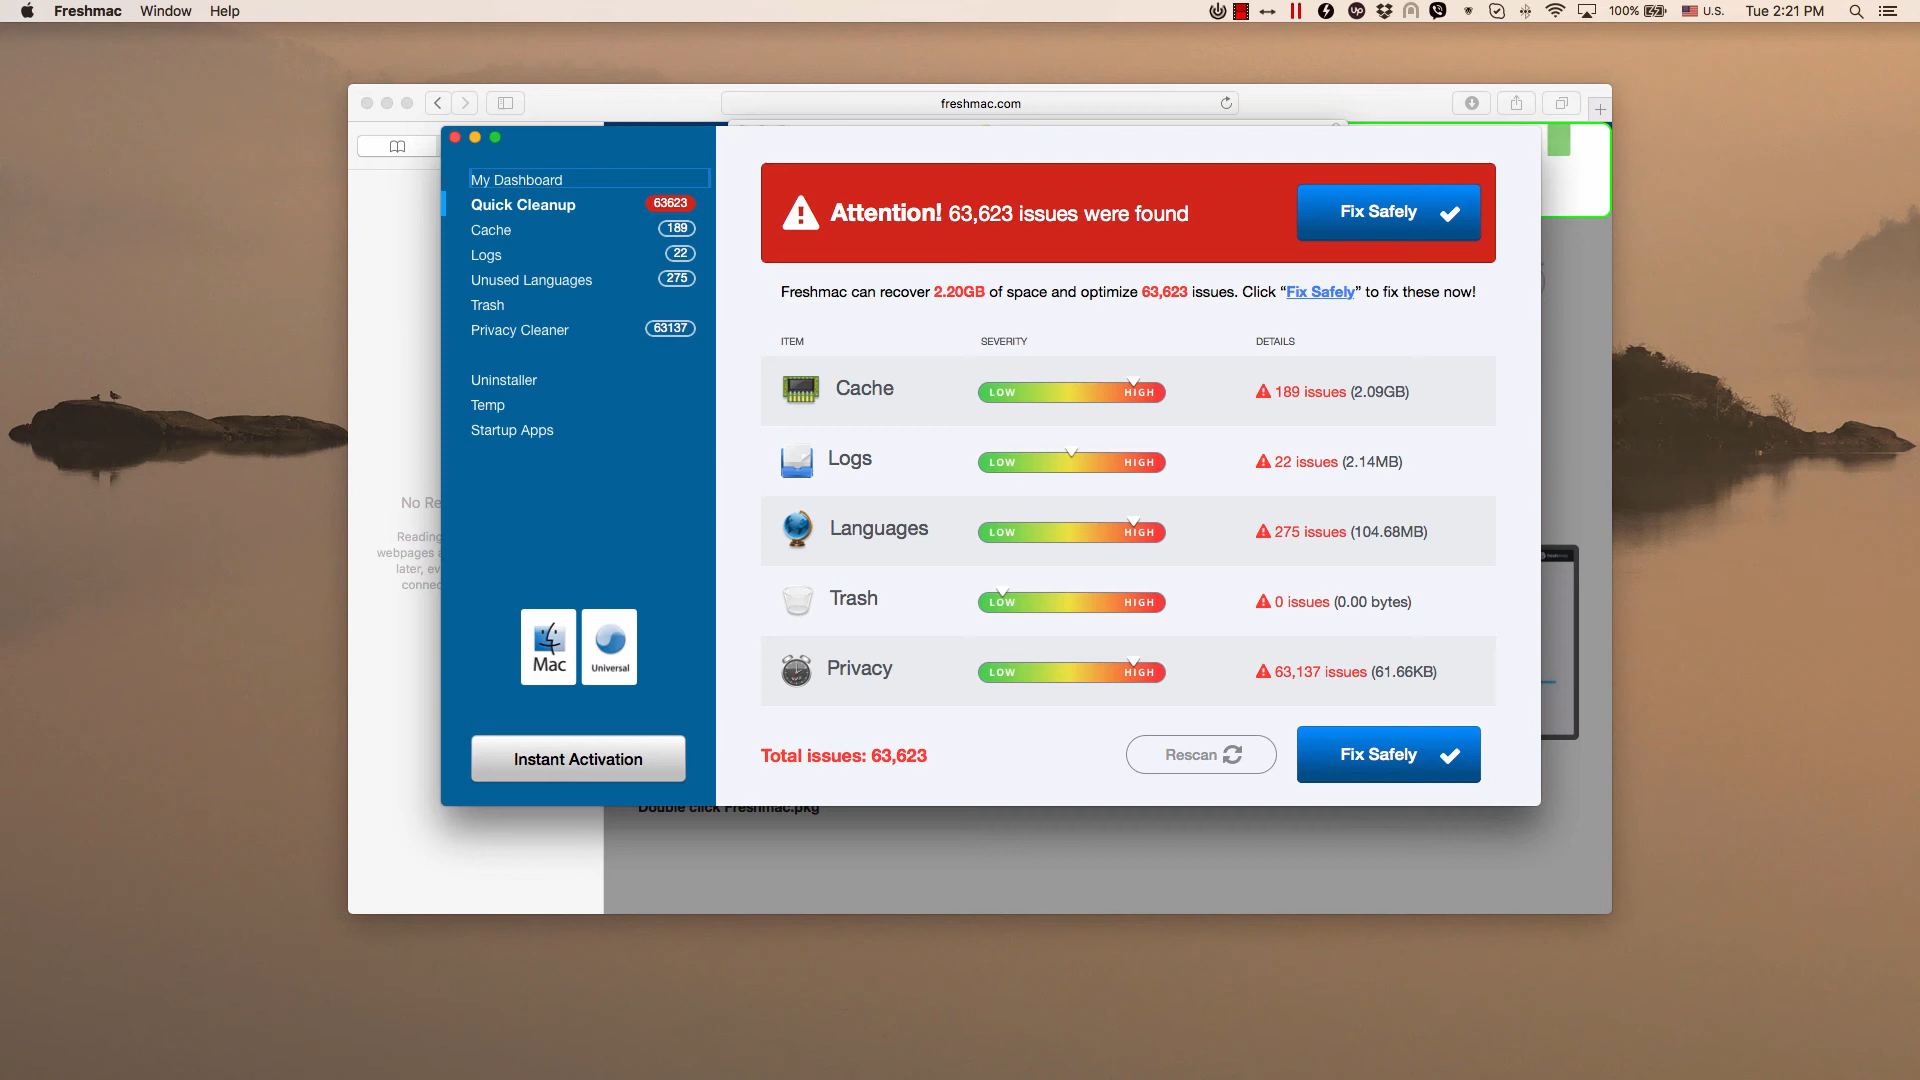 Freshmac Window Help
100% U.S. Tue 2:21 PM
freshmac.com
My Dashboard
Quick Cleanup 63623
Cache 189
Logs 22
Unused Languages 275
Trash
Privacy Cleaner 63137
Uninstaller
Temp
Startup Apps
Mac
Universal
Instant Activation
Attention! 63,623 issues were found
Fix Safely
Freshmac can recover 2.20GB of space and optimize 63,623 issues. Click “Fix Safely” to fix these now!
ITEM SEVERITY DETAILS
Cache LOW HIGH 189 issues (2.09GB)
Logs LOW HIGH 22 issues (2.14MB)
Languages LOW HIGH 275 issues (104.68MB)
Trash LOW HIGH 0 issues (0.00 bytes)
Privacy LOW HIGH 63,137 issues (61.66KB)
Total issues: 63,623
Rescan
Fix Safely
No Re
Reading
webpages a
later, ev
connec
Double click Freshmac.pkg